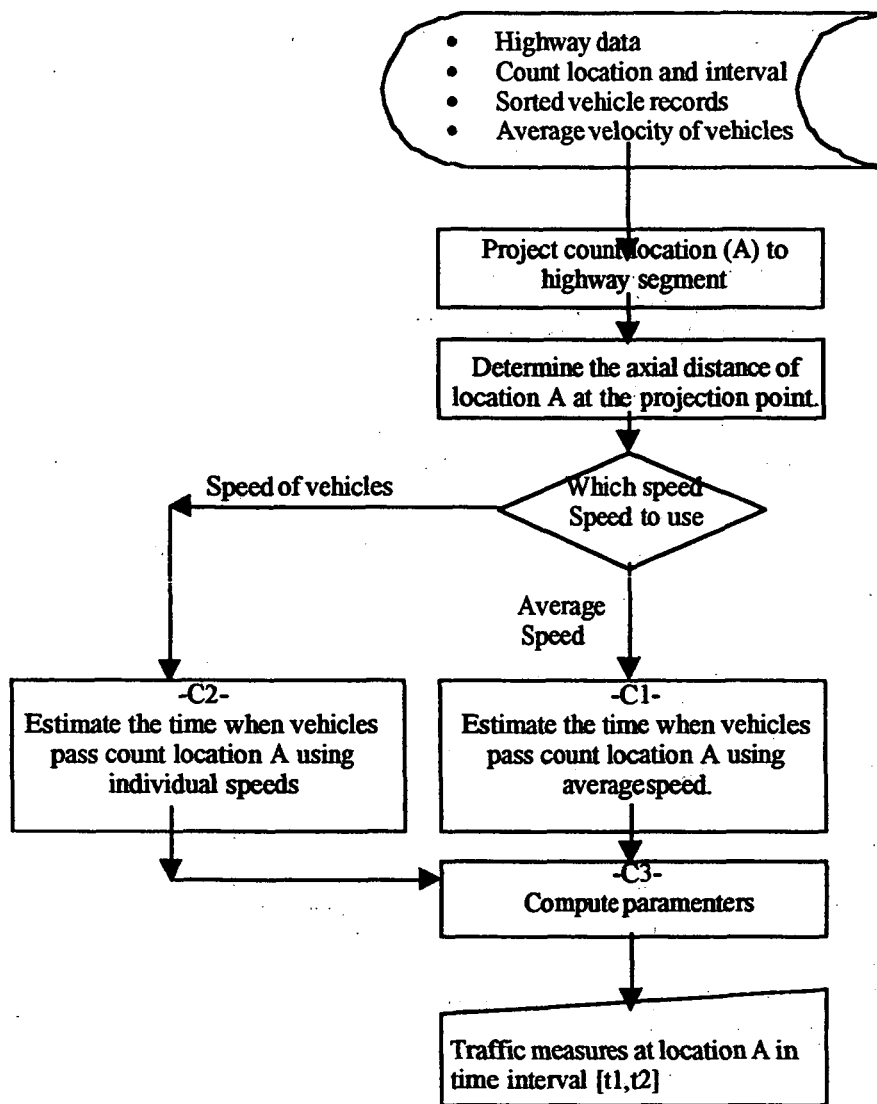 • Highway data
• Count location and interval
• Sorted vehicle records
• Average velocity of vehicles
Project count location (A) to
highway segment
Determine the axial distance of
location A at the projection point.
Which speed
Speed to use
Speed of vehicles
Average
Speed
-C2-
Estimate the time when vehicles
pass count location A using
individual speeds
-C1-
Estimate the time when vehicles
pass count location A using
average speed.
-C3-
Compute paramenters
Traffic measures at location A in
time interval [t1,t2]